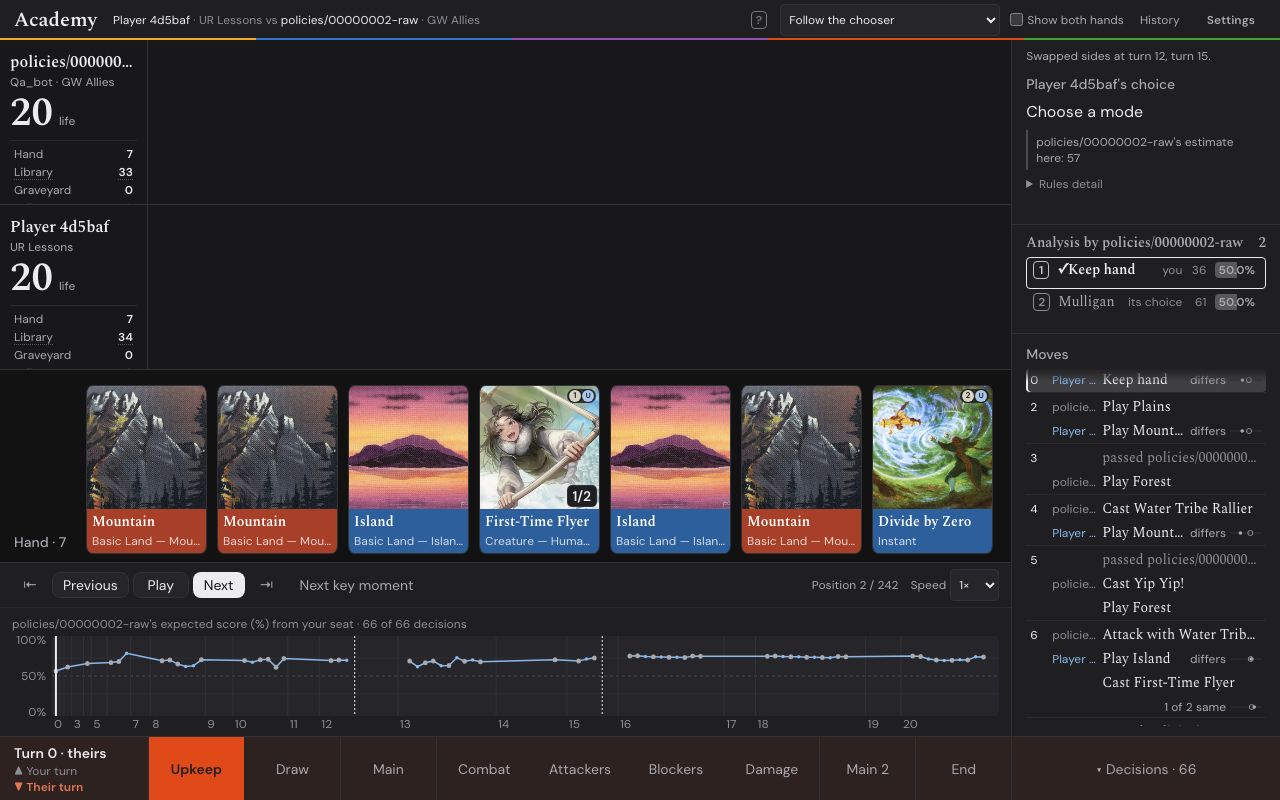 Academy
Player 4d5baf · UR Lessons vs policies/00000002-raw · GW Allies
?
Follow the chooser
Show both hands
History
Settings
policies/000000…
Qa_bot · GW Allies
20 life
Hand 7
Library 33
Graveyard 0
Player 4d5baf
UR Lessons
20 life
Hand 7
Library 34
Graveyard 0
Hand · 7
Mountain
Basic Land — Mou…
Mountain
Basic Land — Mou…
Island
Basic Land — Islan…
1 U
1/2
First-Time Flyer
Creature — Huma…
Island
Basic Land — Islan…
Mountain
Basic Land — Mou…
2 U
Divide by Zero
Instant
Previous
Play
Next
Next key moment
Position 2 / 242
Speed
1×
policies/00000002-raw's expected score (%) from your seat · 66 of 66 decisions
100%
50%
0%
0 3 5 7 8 9 10 11 12 13 14 15 16 17 18 19 20
Swapped sides at turn 12, turn 15.
Player 4d5baf's choice
Choose a mode
policies/00000002-raw's estimate
here: 57
Rules detail
Analysis by policies/00000002-raw 2
1 ✓Keep hand you 36 50.0%
2 Mulligan its choice 61 50.0%
Moves
0 Player … Keep hand differs
2 policie… Play Plains
Player … Play Mount… differs
3 passed policies/0000000…
policie… Play Forest
4 policie… Cast Water Tribe Rallier
Player … Play Mount… differs
5 passed policies/0000000…
policie… Cast Yip Yip!
Play Forest
6 policie… Attack with Water Trib…
Player … Play Island differs
Cast First-Time Flyer
1 of 2 same
Turn 0 · theirs
▲ Your turn
▼ Their turn
Upkeep
Draw
Main
Combat
Attackers
Blockers
Damage
Main 2
End
Decisions · 66